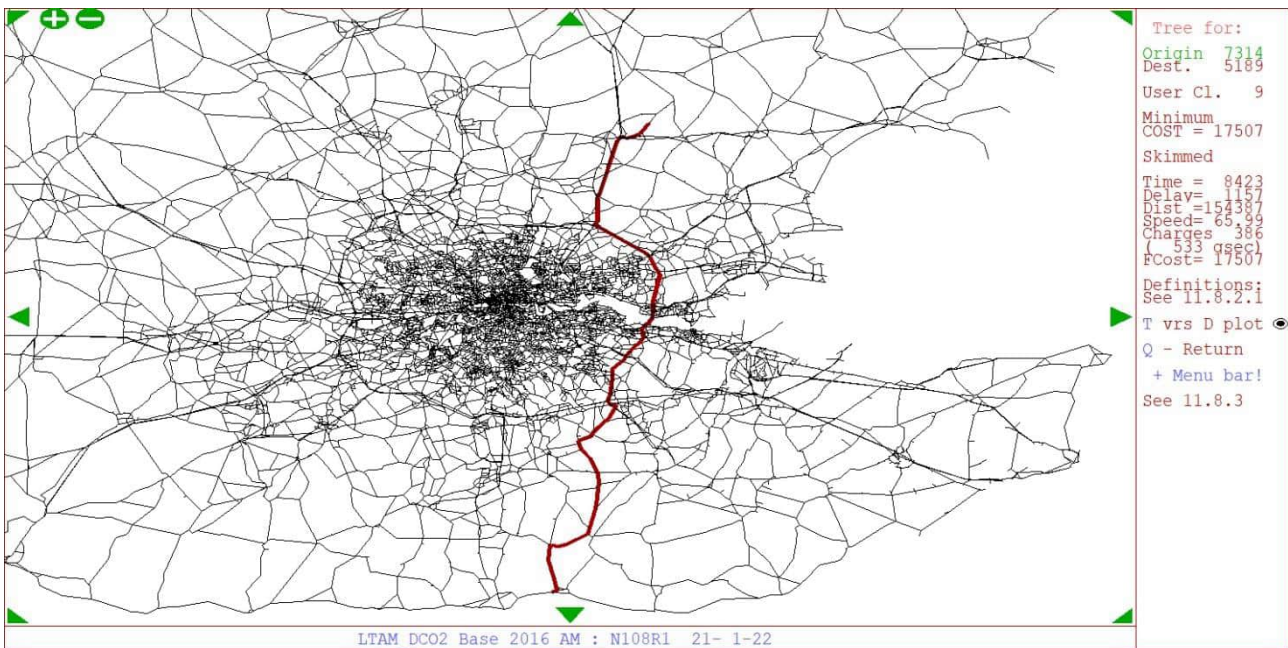 Tree for:
Origin 7314
Dest. 5189
User Cl. 9
Minimum
COST = 17507
Skimmed
Time = 8423
Delay= 1157
Dist =154387
Speed= 65.99
Charges 386
( 533 gsec)
FCost= 17507
Definitions:
See 11.8.2.1
T vrs D plot
Q - Return
+ Menu bar!
See 11.8.3
LTAM DCO2 Base 2016 AM : N108R1 21- 1-22